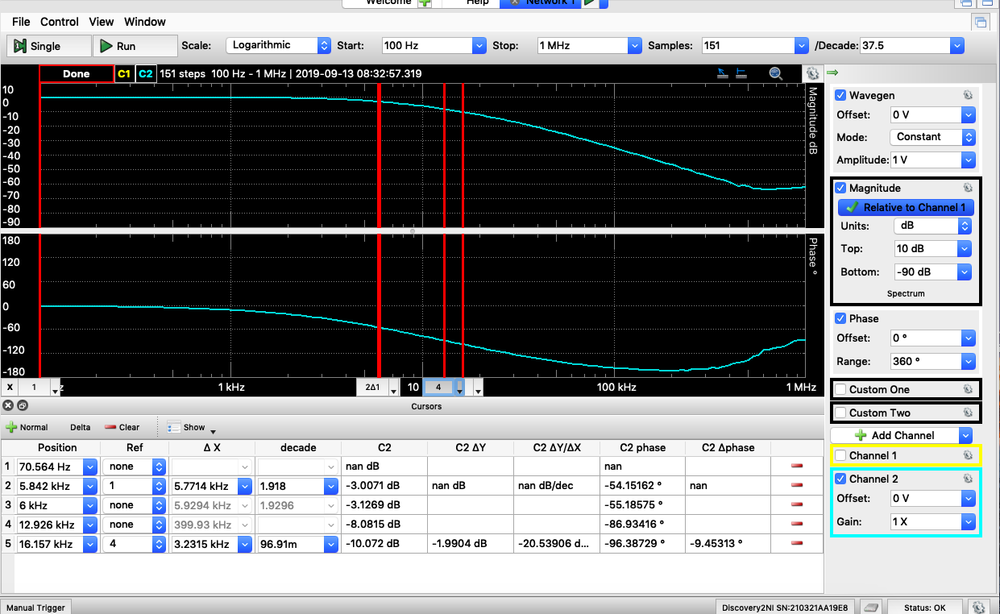 Welcome Help Network 1
File Control View Window
Single Run Scale: Logarithmic Start: 100 Hz Stop: 1 MHz Samples: 151 /Decade: 37.5
Done C1 C2 151 steps 100 Hz - 1 MHz | 2019-09-13 08:32:57.319
10
0
-10
-20
-30
-40
-50
-60
-70
-80
-90
Magnitude dB
180
120
60
0
-60
-120
-180
Phase °
X 1 1 kHz 2Δ1 10 4 100 kHz 1 MHz
Cursors
Normal Delta Clear Show
Position Ref Δ X decade C2 C2 ΔY C2 ΔY/ΔX C2 phase C2 Δphase
1 70.564 Hz none nan dB nan
2 5.842 kHz 1 5.7714 kHz 1.918 -3.0071 dB nan dB nan dB/dec -54.15162 ° nan
3 6 kHz none 5.9294 kHz 1.9296 -3.1269 dB -55.18575 °
4 12.926 kHz none 399.93 kHz -8.0815 dB -86.93416 °
5 16.157 kHz 4 3.2315 kHz 96.91m -10.072 dB -1.9904 dB -20.53906 d... -96.38729 ° -9.45313 °
Wavegen
Offset: 0 V
Mode: Constant
Amplitude: 1 V
Magnitude
Relative to Channel 1
Units: dB
Top: 10 dB
Bottom: -90 dB
Spectrum
Phase
Offset: 0 °
Range: 360 °
Custom One
Custom Two
Add Channel
Channel 1
Channel 2
Offset: 0 V
Gain: 1 X
Manual Trigger Discovery2NI SN:210321AA19E8 Status: OK